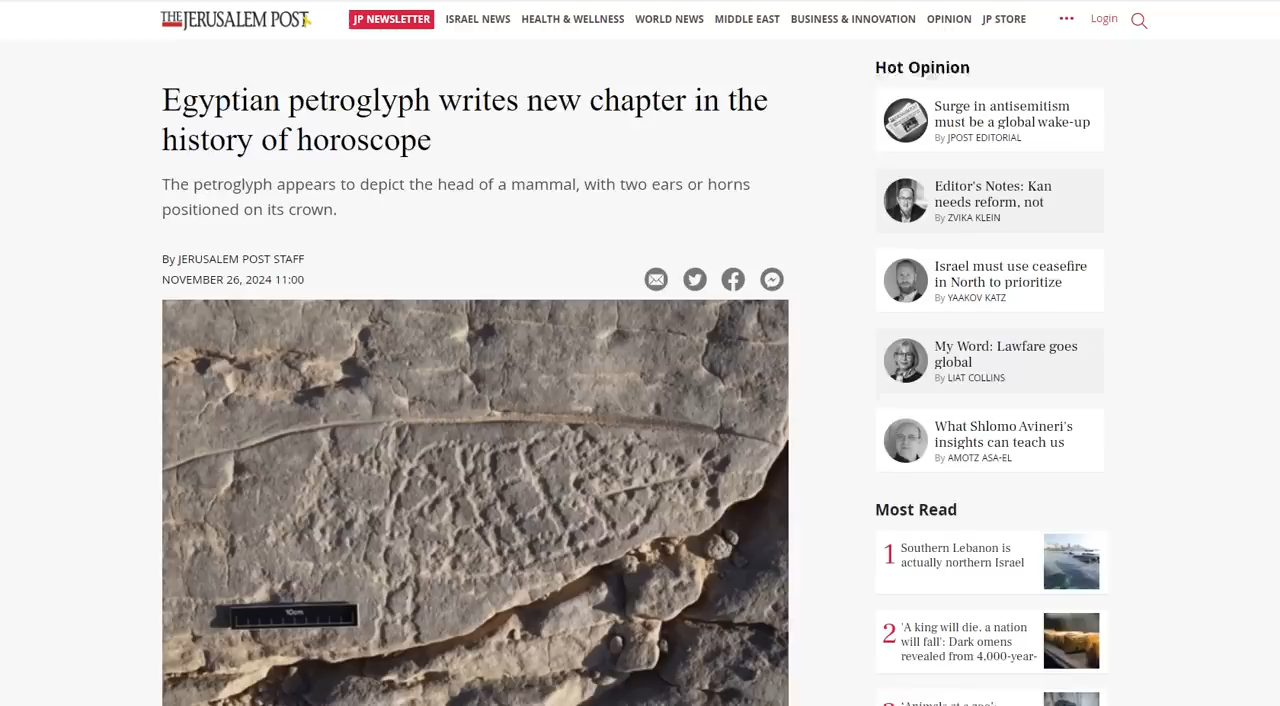 THE JERUSALEM POST
JP NEWSLETTER ISRAEL NEWS HEALTH & WELLNESS WORLD NEWS MIDDLE EAST BUSINESS & INNOVATION OPINION JP STORE ••• Login
Egyptian petroglyph writes new chapter in the
history of horoscope
The petroglyph appears to depict the head of a mammal, with two ears or horns
positioned on its crown.
By JERUSALEM POST STAFF
NOVEMBER 26, 2024 11:00
10cm
Hot Opinion
Surge in antisemitism
must be a global wake-up
By JPOST EDITORIAL
Editor's Notes: Kan
needs reform, not
By ZVIKA KLEIN
Israel must use ceasefire
in North to prioritize
By YAAKOV KATZ
My Word: Lawfare goes
global
By LIAT COLLINS
What Shlomo Avineri's
insights can teach us
By AMOTZ ASA-EL
Most Read
1 Southern Lebanon is
actually northern Israel
2 'A king will die, a nation
will fall': Dark omens
revealed from 4,000-year-